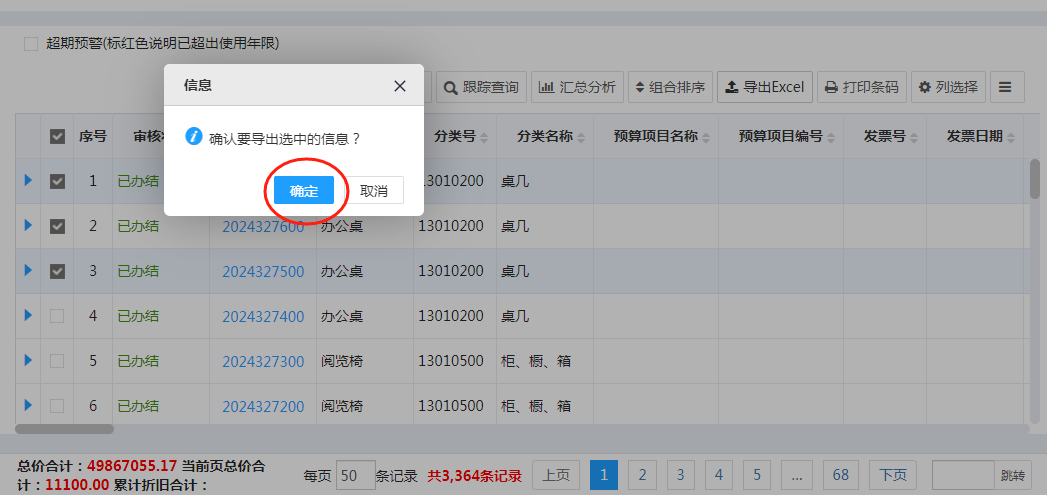 超期预警(标红色说明已超出使用年限)
信息
确认要导出选中的信息？
确定 取消
跟踪查询 汇总分析 组合排序 导出Excel 打印条码 列选择
序号 审核 分类号 分类名称 预算项目名称 预算项目编号 发票号 发票日期
1 已办结 13010200 桌几
2 已办结 2024327600 办公桌 13010200 桌几
3 已办结 2024327500 办公桌 13010200 桌几
4 已办结 2024327400 办公桌 13010200 桌几
5 已办结 2024327300 阅览椅 13010500 柜、橱、箱
6 已办结 2024327200 阅览椅 13010500 柜、橱、箱
总价合计：49867055.17 当前页总价合
计：11100.00 累计折旧合计：
每页 50 条记录 共3,364条记录 上页 1 2 3 4 5 ... 68 下页 跳转